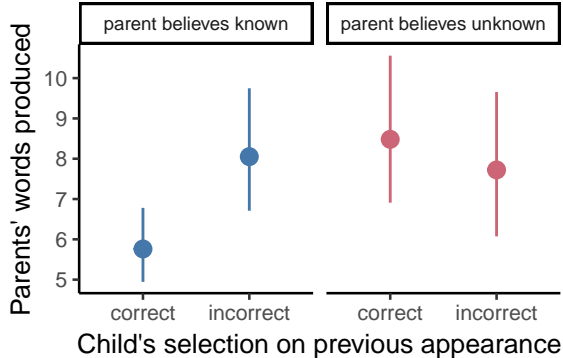 parent believes known
parent believes unknown
Parents' words produced
10
9
8
7
6
5
correct
incorrect
correct
incorrect
Child's selection on previous appearance